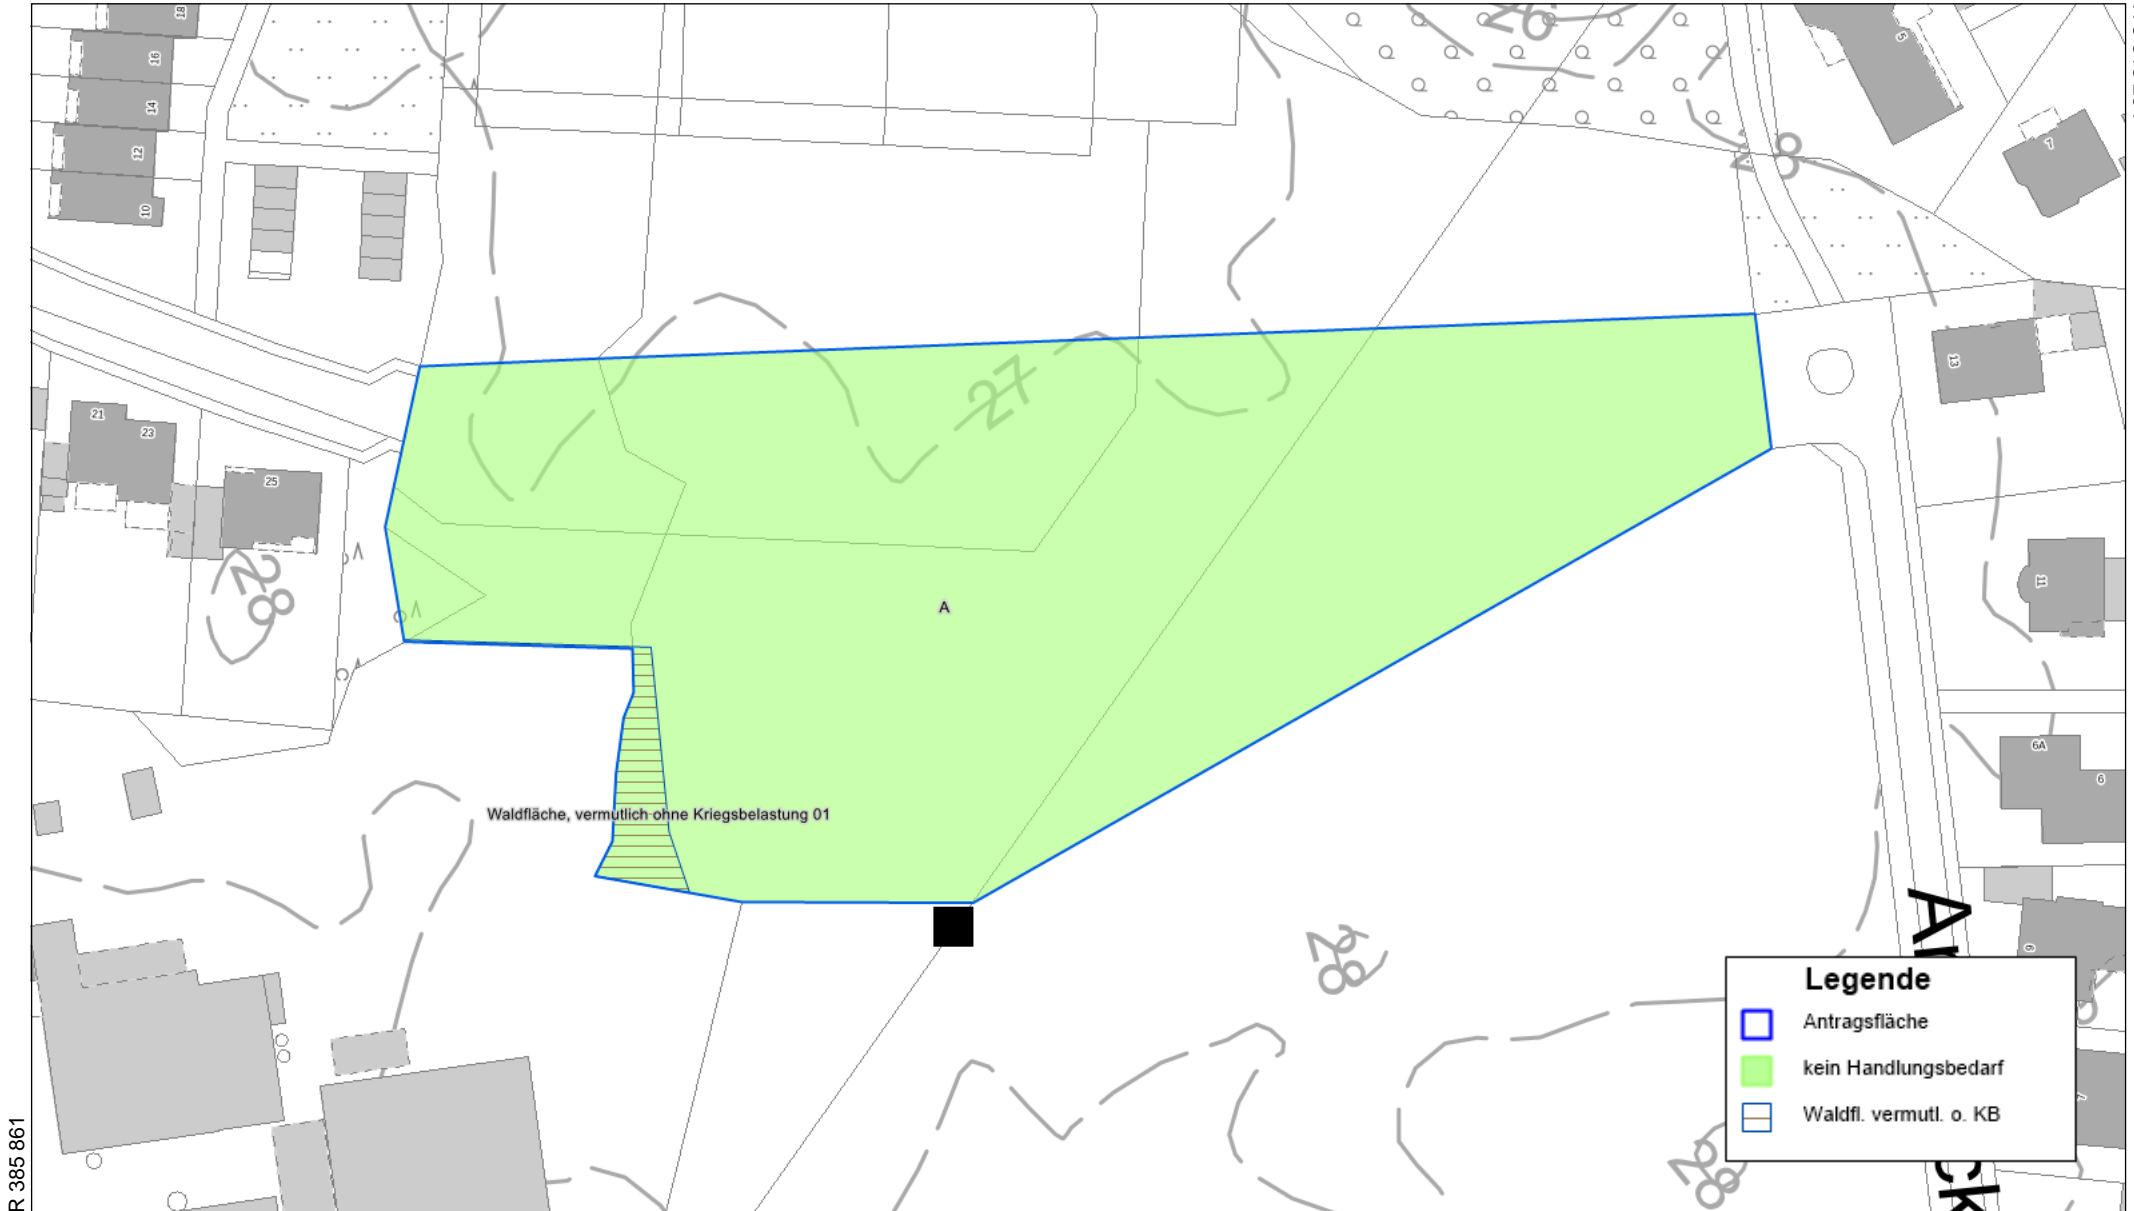 18
16
14
12
10
26
28
5
7
21
23
25
27
13
28
A
11
Waldfläche, vermutlich ohne Kriegsbelastung 01
6A
6
28
9
Legende
Antragsfläche
kein Handlungsbedarf
Waldfl. vermutl. o. KB
28
R 385 861